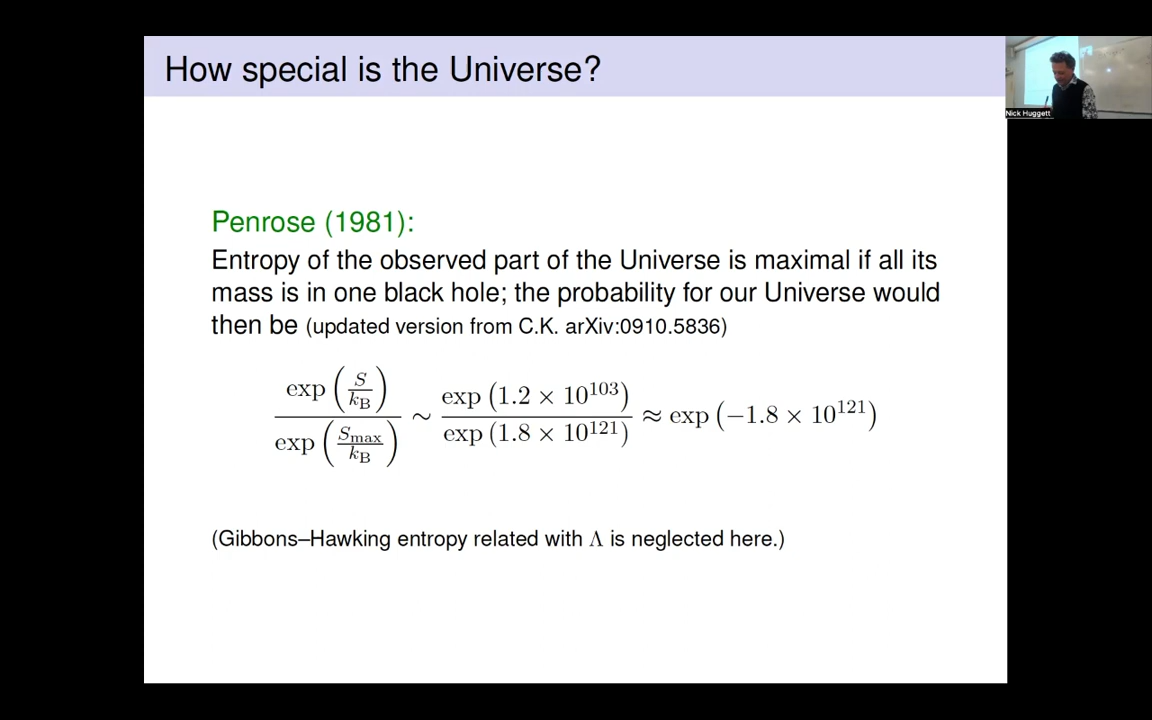 How special is the Universe?
Nick Huggett
Penrose (1981):
Entropy of the observed part of the Universe is maximal if all its
mass is in one black hole; the probability for our Universe would
then be (updated version from C.K. arXiv:0910.5836)
exp(S/k_B) / exp(S_max/k_B) ∼ exp(1.2 × 10^103) / exp(1.8 × 10^121) ≈ exp(−1.8 × 10^121)
(Gibbons–Hawking entropy related with Λ is neglected here.)